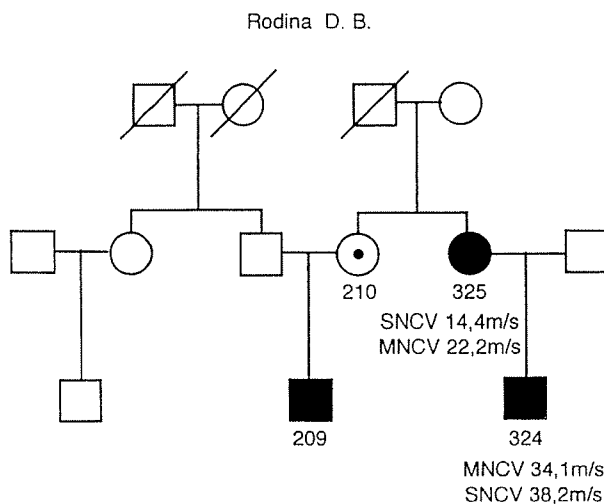 Rodina D. B.
210
325
SNCV 14,4m/s
MNCV 22,2m/s
209
324
MNCV 34,1m/s
SNCV 38,2m/s